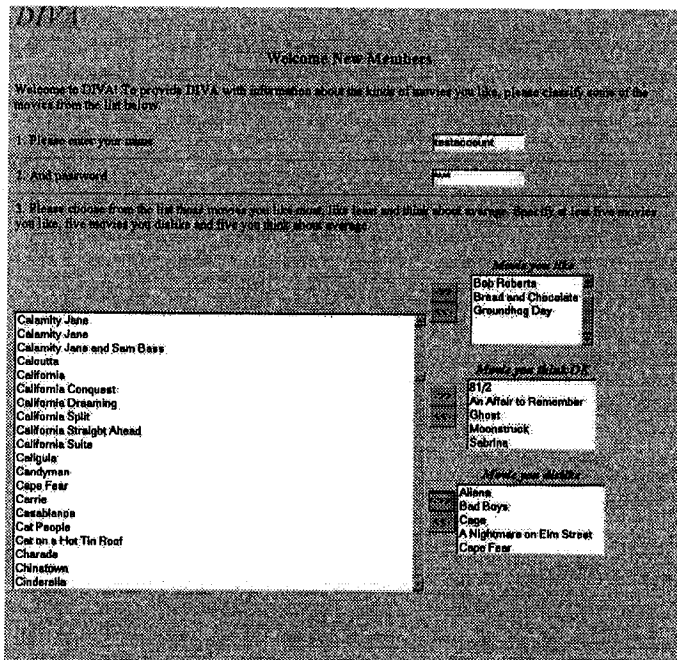 DIVA
Welcome New Members
Welcome to DIVA! To provide DIVA with information about the kinds of movies you like, please classify some of the
movies from the list below.
1. Please enter your name
testaccount
2. And password
****
3. Please choose from the list those movies you like most, like least and think about average. Specify at lest five movies
you like, five movies you dislike and five you think about average
Movie you like
>>
<<
Bob Roberts
Bread and Chocolate
Groundhog Day
Calamity Jane
Calamity Jane
Calamity Jane and Sam Bass
Calcutta
California
California Conquest
California Dreaming
California Split
California Straight Ahead
California Suite
Caligula
Candyman
Cape Fear
Carrie
Casablanca
Cat People
Cat on a Hot Tin Roof
Charade
Chinatown
Cinderella
Movie you think OK
>>
<<
81/2
An Affair to Remember
Ghost
Moonstruck
Sabrina
Movie you dislike
>>
<<
Aliens
Bad Boys
Cage
A Nightmare on Elm Street
Cape Fear